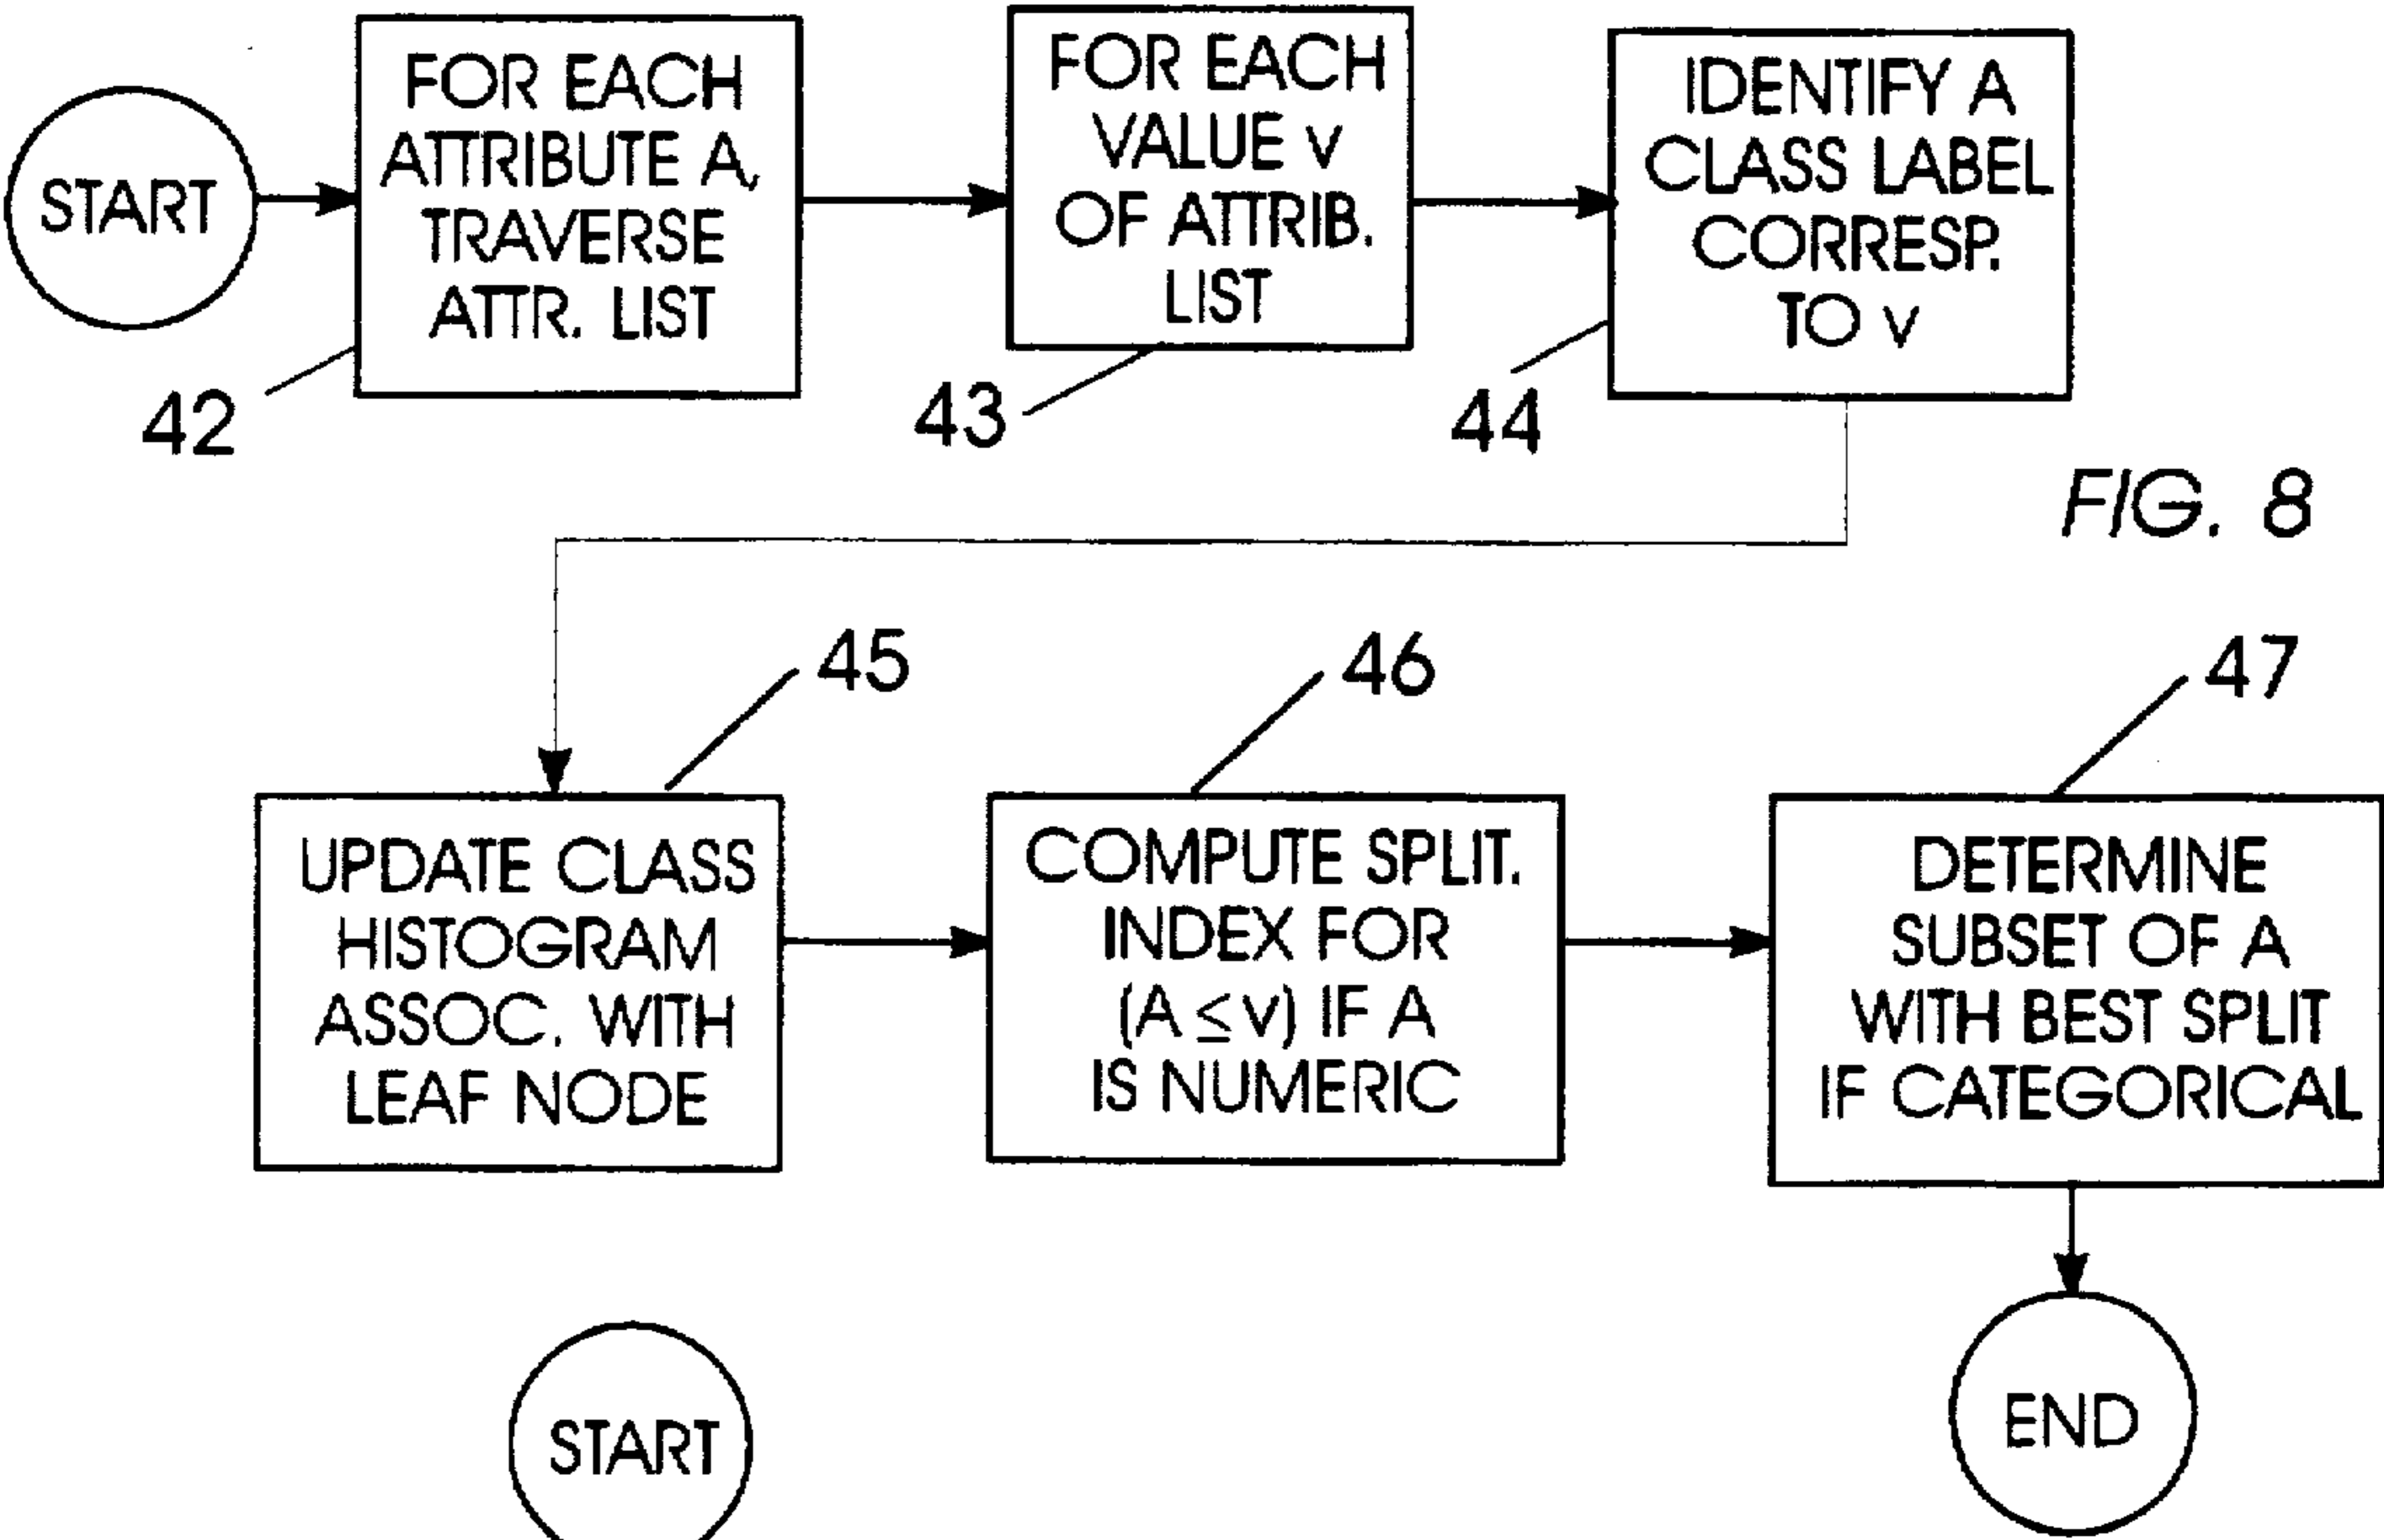 START
FOR EACH
ATTRIBUTE A,
TRAVERSE
ATTR. LIST
42
FOR EACH
VALUE v
OF ATTRIB.
LIST
43
IDENTIFY A
CLASS LABEL
CORRESP.
TO v
44
FIG. 8
UPDATE CLASS
HISTOGRAM
ASSOC. WITH
LEAF NODE
45
COMPUTE SPLIT.
INDEX FOR
(A ≤ v) IF A
IS NUMERIC
46
DETERMINE
SUBSET OF A
WITH BEST SPLIT
IF CATEGORICAL
47
END
START